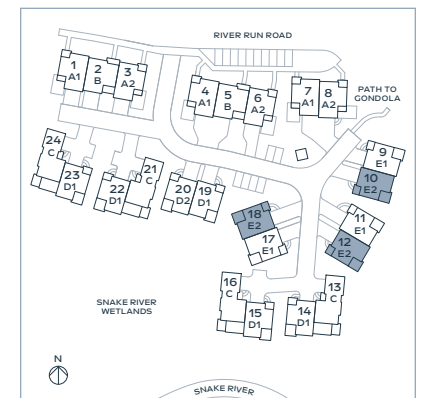 RIVER RUN ROAD
1
A1
2
B
3
A2
4
A1
5
B
6
A2
7
A1
8
A2
PATH TO
GONDOLA
24
C
23
D1
22
D1
21
C
20
D2
19
D1
9
E1
10
E2
11
E1
12
E2
18
E2
17
E1
16
C
15
D1
14
D1
13
C
SNAKE RIVER
WETLANDS
N
SNAKE RIVER